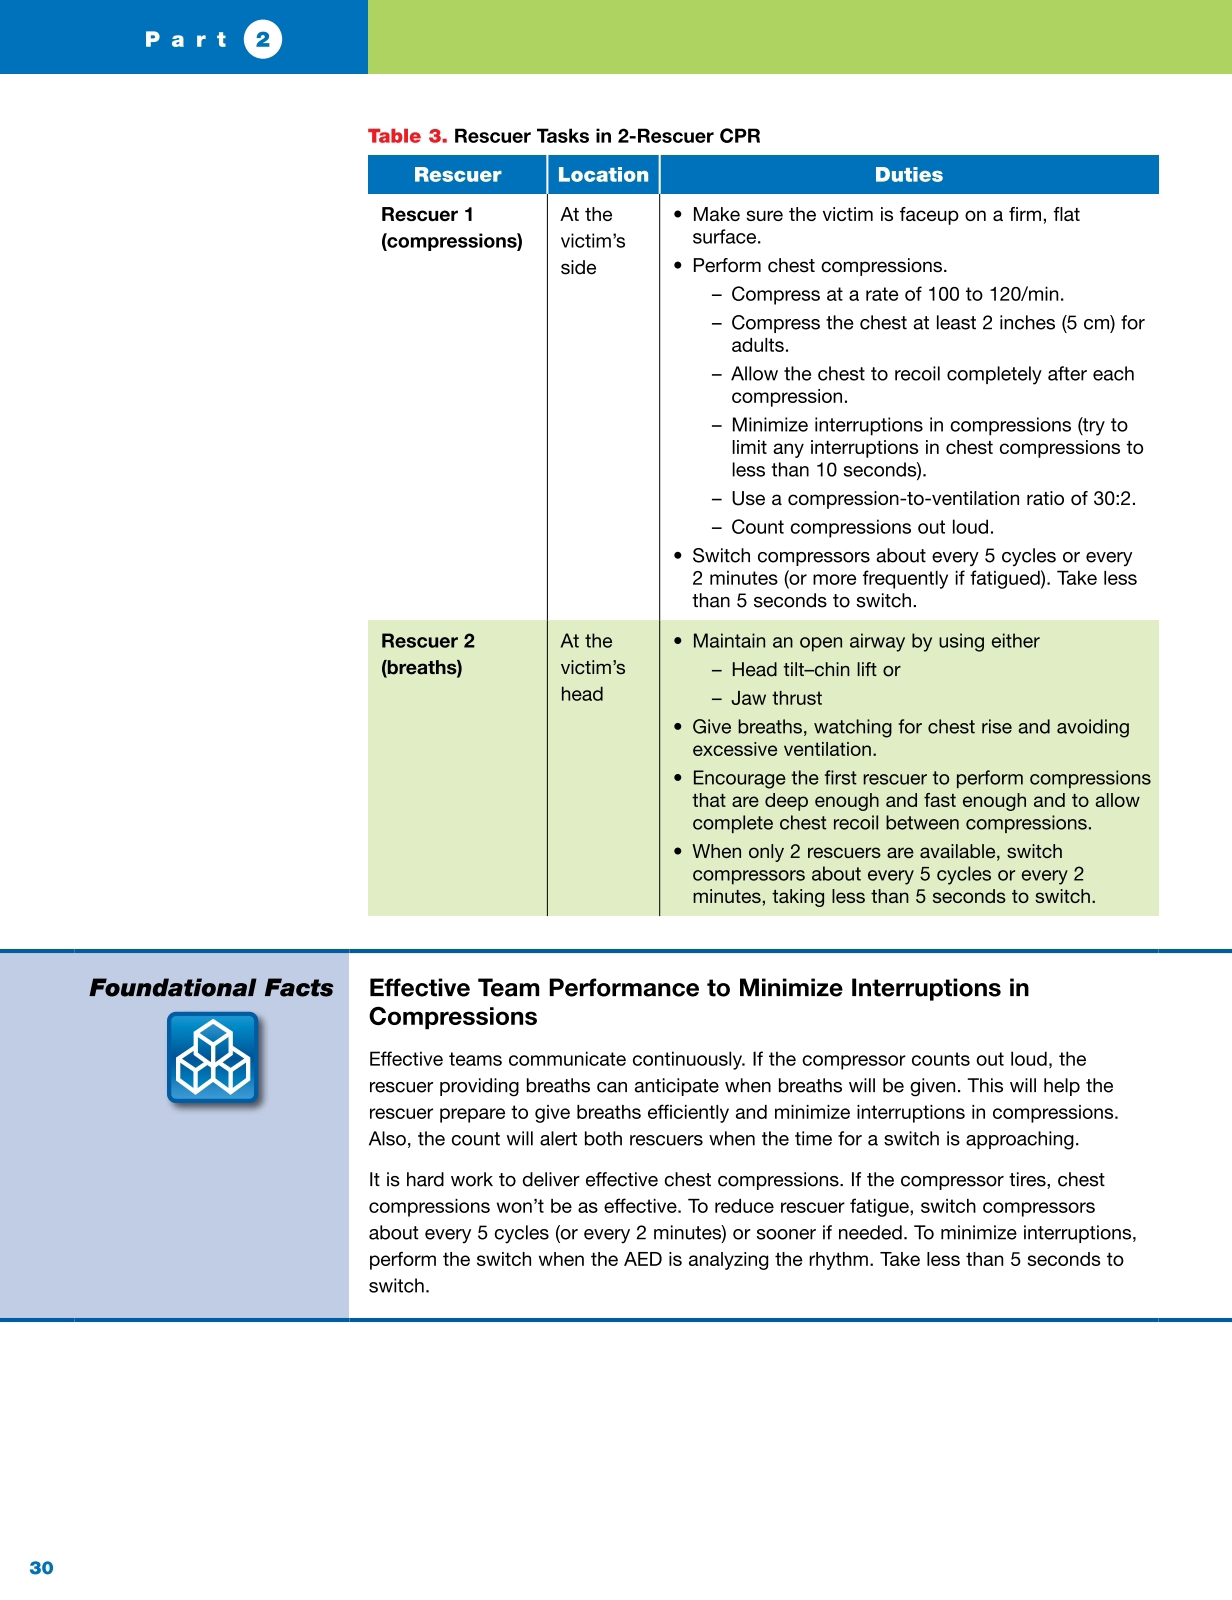 Part 2
Table 3. Rescuer Tasks in 2-Rescuer CPR
Rescuer Location Duties
Rescuer 1
(compressions)
At the
victim's
side
• Make sure the victim is faceup on a firm, flat
surface.
• Perform chest compressions.
– Compress at a rate of 100 to 120/min.
– Compress the chest at least 2 inches (5 cm) for
adults.
– Allow the chest to recoil completely after each
compression.
– Minimize interruptions in compressions (try to
limit any interruptions in chest compressions to
less than 10 seconds).
– Use a compression-to-ventilation ratio of 30:2.
– Count compressions out loud.
• Switch compressors about every 5 cycles or every
2 minutes (or more frequently if fatigued). Take less
than 5 seconds to switch.
Rescuer 2
(breaths)
At the
victim's
head
• Maintain an open airway by using either
– Head tilt–chin lift or
– Jaw thrust
• Give breaths, watching for chest rise and avoiding
excessive ventilation.
• Encourage the first rescuer to perform compressions
that are deep enough and fast enough and to allow
complete chest recoil between compressions.
• When only 2 rescuers are available, switch
compressors about every 5 cycles or every 2
minutes, taking less than 5 seconds to switch.
Foundational Facts
Effective Team Performance to Minimize Interruptions in
Compressions
Effective teams communicate continuously. If the compressor counts out loud, the
rescuer providing breaths can anticipate when breaths will be given. This will help the
rescuer prepare to give breaths efficiently and minimize interruptions in compressions.
Also, the count will alert both rescuers when the time for a switch is approaching.
It is hard work to deliver effective chest compressions. If the compressor tires, chest
compressions won't be as effective. To reduce rescuer fatigue, switch compressors
about every 5 cycles (or every 2 minutes) or sooner if needed. To minimize interruptions,
perform the switch when the AED is analyzing the rhythm. Take less than 5 seconds to
switch.
30